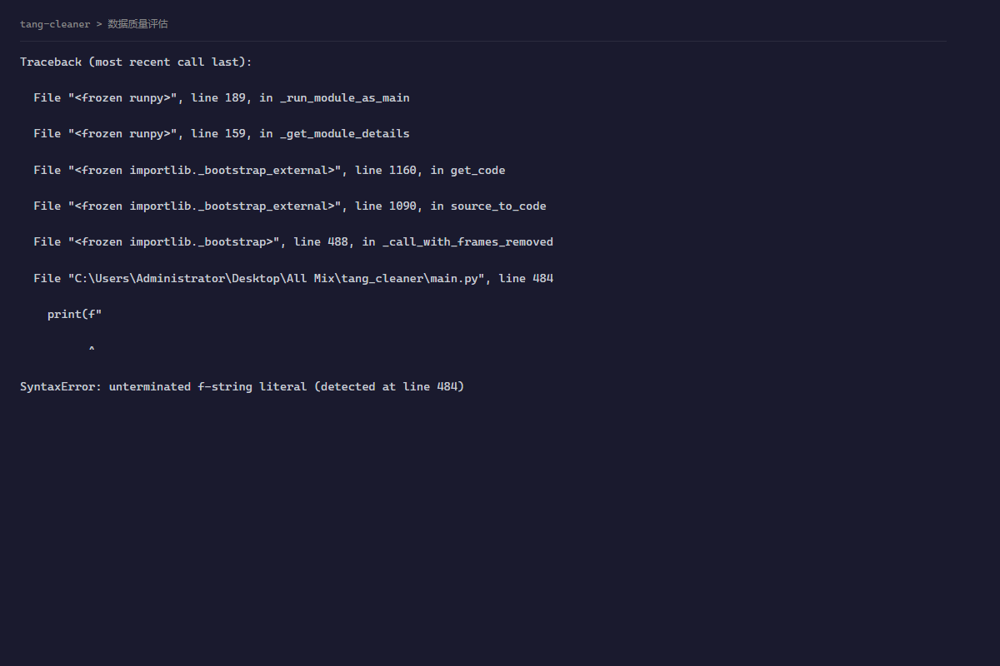 tang-cleaner > 数据质量评估
Traceback (most recent call last):
File "<frozen runpy>", line 189, in _run_module_as_main
File "<frozen runpy>", line 159, in _get_module_details
File "<frozen importlib._bootstrap_external>", line 1160, in get_code
File "<frozen importlib._bootstrap_external>", line 1090, in source_to_code
File "<frozen importlib._bootstrap>", line 488, in _call_with_frames_removed
File "C:\Users\Administrator\Desktop\All Mix\tang_cleaner\main.py", line 484
print(f"
^
SyntaxError: unterminated f-string literal (detected at line 484)